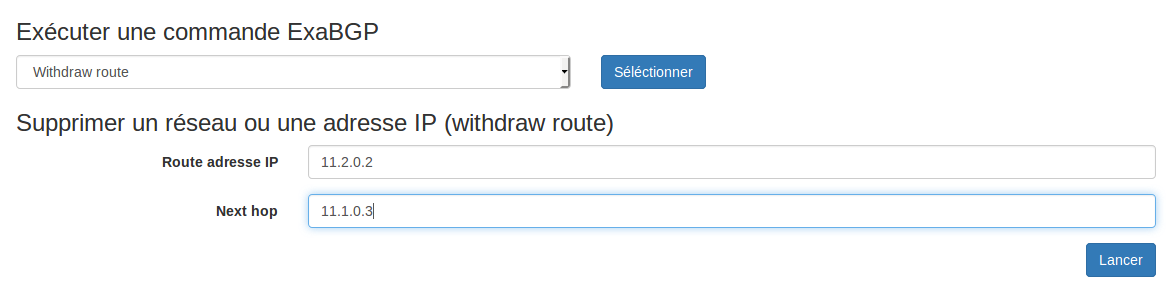 Exécuter une commande ExaBGP
Withdraw route
Séléctionner
Supprimer un réseau ou une adresse IP (withdraw route)
Route adresse IP
11.2.0.2
Next hop
11.1.0.3
Lancer